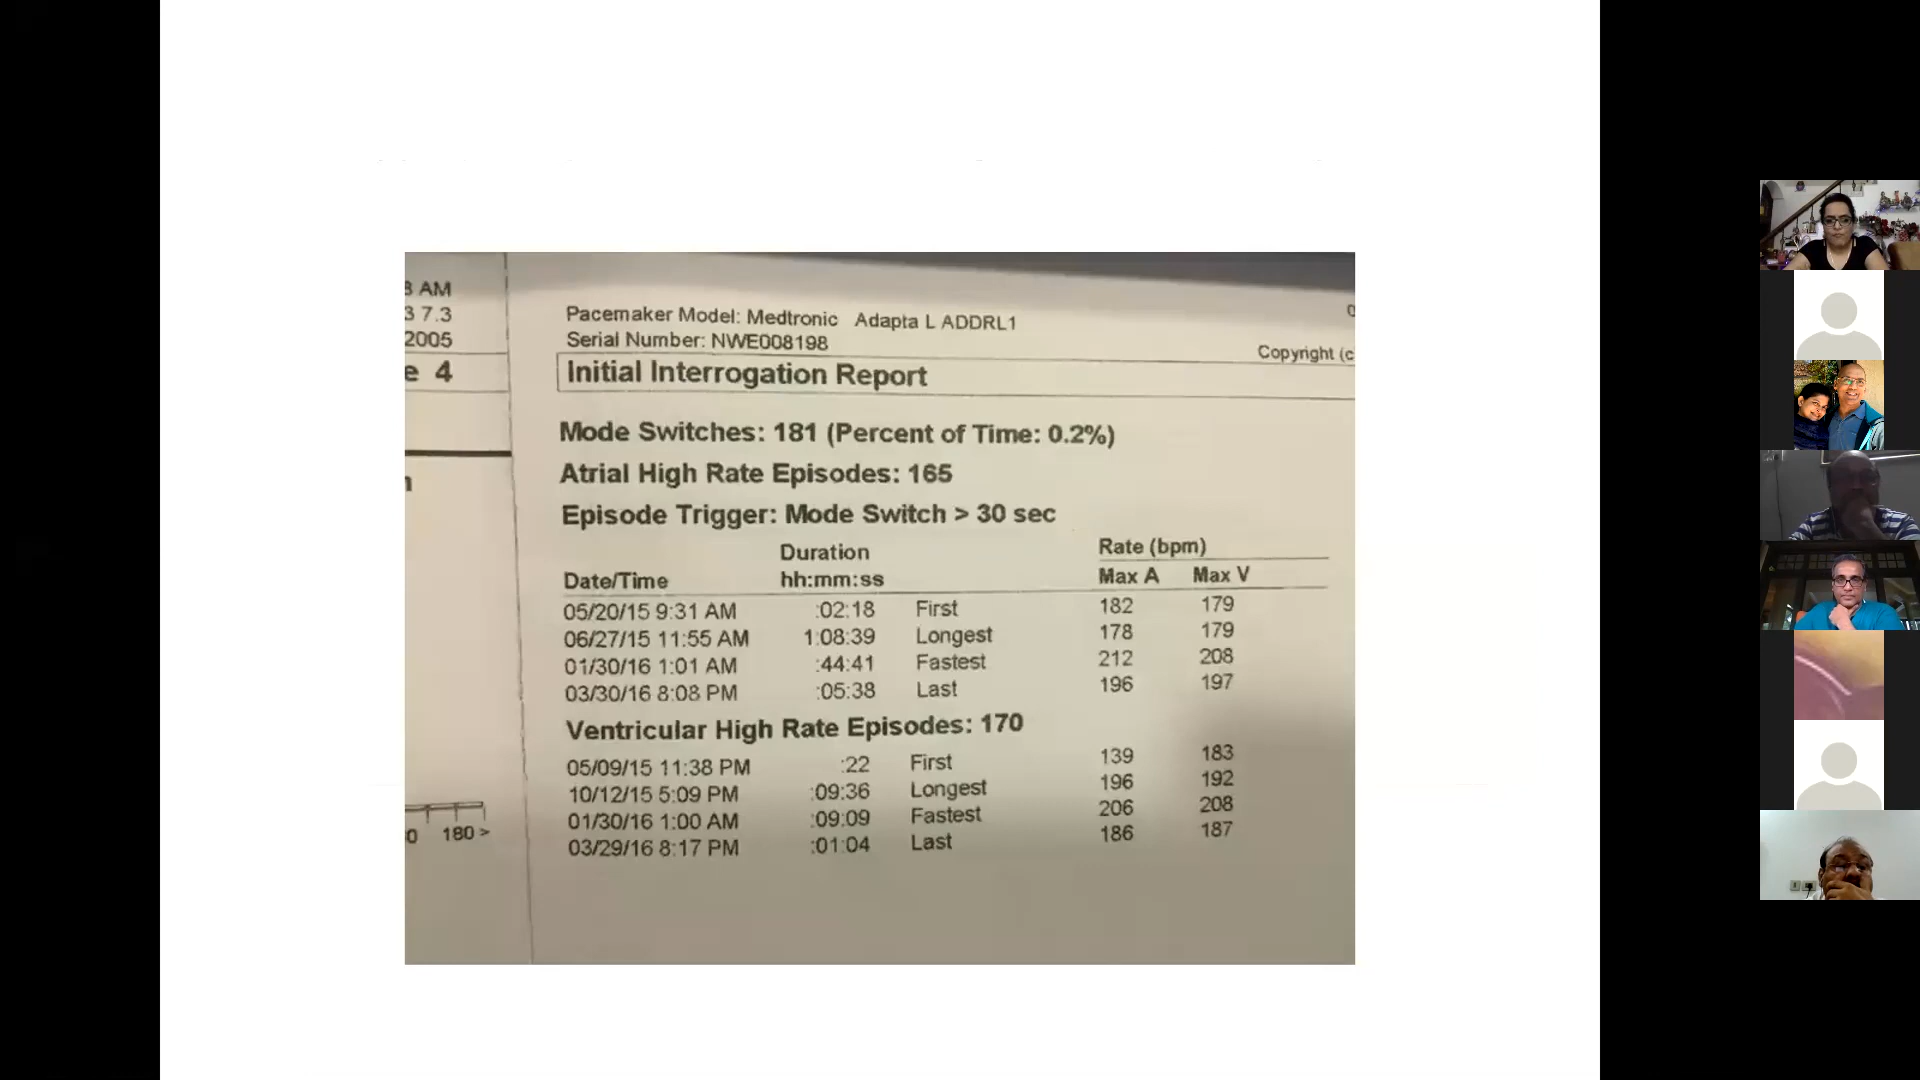 8 AM
3 7.3
2005
e 4
0 180 >
Pacemaker Model: Medtronic Adapta L ADDRL1
Serial Number: NWE008198
Copyright (c
Initial Interrogation Report
Mode Switches: 181 (Percent of Time: 0.2%)
Atrial High Rate Episodes: 165
Episode Trigger: Mode Switch > 30 sec
Duration Rate (bpm)
Date/Time hh:mm:ss Max A Max V
05/20/15 9:31 AM :02:18 First 182 179
06/27/15 11:55 AM 1:08:39 Longest 178 179
01/30/16 1:01 AM :44:41 Fastest 212 208
03/30/16 8:08 PM :05:38 Last 196 197
Ventricular High Rate Episodes: 170
05/09/15 11:38 PM :22 First 139 183
10/12/15 5:09 PM :09:36 Longest 196 192
01/30/16 1:00 AM :09:09 Fastest 206 208
03/29/16 8:17 PM :01:04 Last 186 187